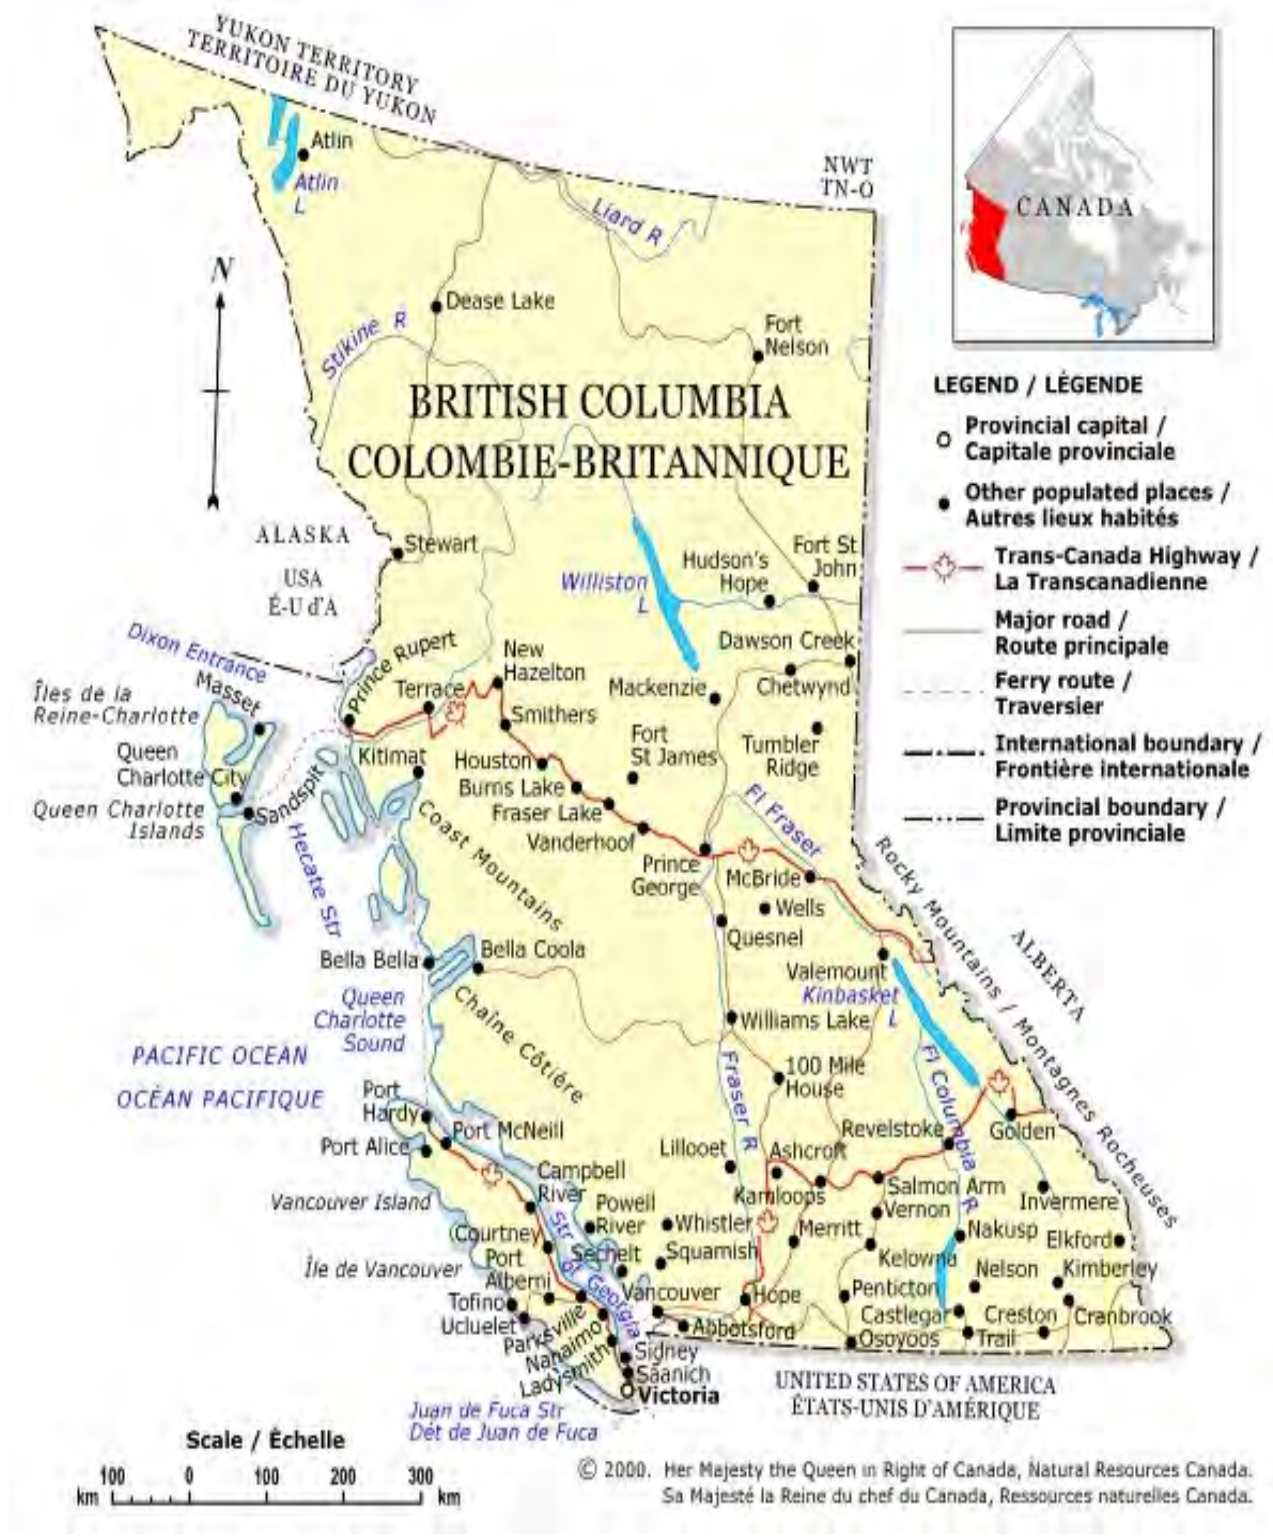 YUKON TERRITORY
TERRITOIRE DU YUKON
NWT
TN-O
CANADA
Atlin
Atlin
L
Liard R
N
Dease Lake
Stikine R
Fort
Nelson
BRITISH COLUMBIA
COLOMBIE-BRITANNIQUE
LEGEND / LÉGENDE
Provincial capital /
Capitale provinciale
Other populated places /
Autres lieux habités
Trans-Canada Highway /
La Transcanadienne
Major road /
Route principale
Ferry route /
Traversier
International boundary /
Frontière internationale
Provincial boundary /
Limite provinciale
ALASKA
USA
É-U d'A
Stewart
Williston
L
Hudson's
Hope
Fort St
John
Dixon Entrance
Masset
Îles de la
Reine-Charlotte
Queen
Charlotte City
Queen Charlotte
Islands
Sandspit
Prince Rupert
Terrace
New
Hazelton
Smithers
Kitimat
Houston
Burns Lake
Fraser Lake
Vanderhoof
Mackenzie
Fort
St James
Dawson Creek
Chetwynd
Tumbler
Ridge
Hecate Str
Coast Mountains
Prince
George
Fl Fraser
McBride
Wells
Quesnel
Rocky Mountains / Montagnes Rocheuses
ALBERTA
Bella Bella
Bella Coola
Valemount
Kinbasket
L
Queen
Charlotte
Sound
Chaîne Côtière
Williams Lake
PACIFIC OCEAN
OCÉAN PACIFIQUE
100 Mile
House
Fraser R
Fl Columbia R
Port
Hardy
Port McNeill
Port Alice
Lillooet
Ashcroft
Revelstoke
Golden
Vancouver Island
Campbell
River
Powell
River
Kamloops
Salmon Arm
Invermere
Whistler
Merritt
Vernon
Courtney
Str of Georgia
Sechelt
Squamish
Kelowna
Nakusp
Elkford
Île de Vancouver
Port
Alberni
Vancouver
Hope
Penticton
Nelson
Kimberley
Tofino
Ucluelet
Parksville
Nanaimo
Ladysmith
Abbotsford
Castlegar
Creston
Cranbrook
Osoyoos
Trail
Sidney
Saanich
Victoria
UNITED STATES OF AMERICA
ÉTATS-UNIS D'AMÉRIQUE
Juan de Fuca Str
Dét de Juan de Fuca
Scale / Échelle
100 0 100 200 300
km km
© 2000. Her Majesty the Queen in Right of Canada, Natural Resources Canada.
Sa Majesté la Reine du chef du Canada, Ressources naturelles Canada.